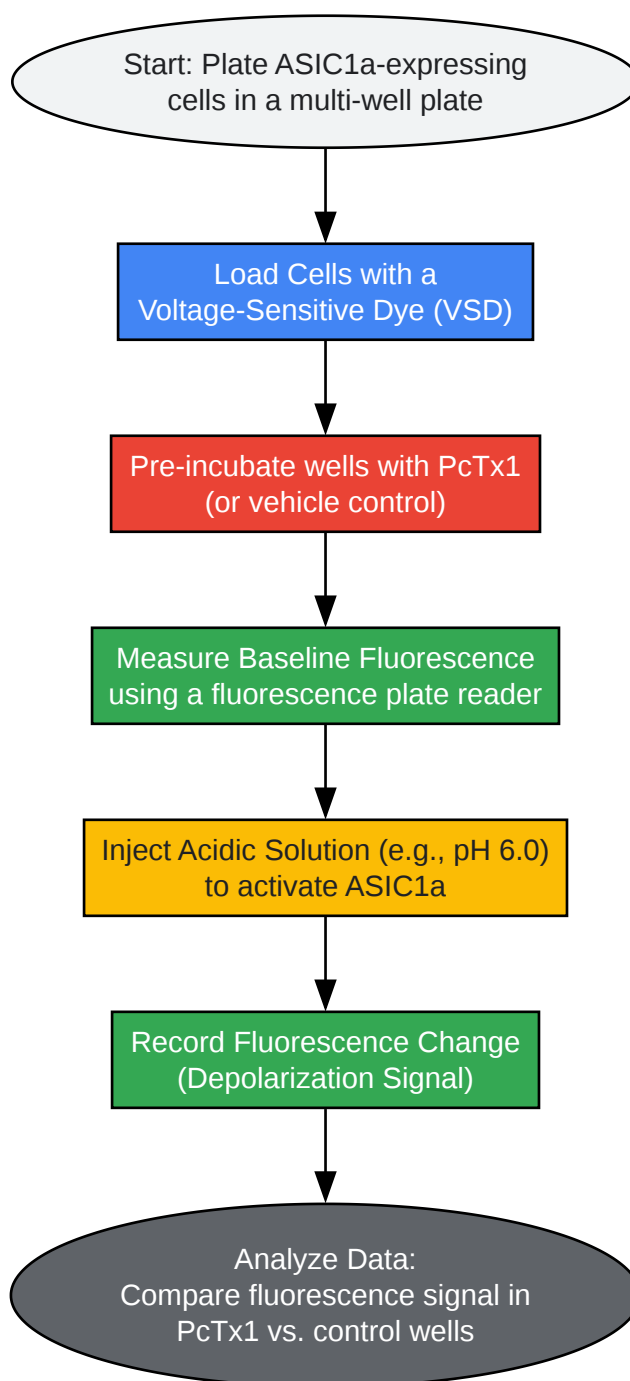 Start: Plate ASIC1a-expressing
cells in a multi-well plate
Load Cells with a
Voltage-Sensitive Dye (VSD)
Pre-incubate wells with PcTx1
(or vehicle control)
Measure Baseline Fluorescence
using a fluorescence plate reader
Inject Acidic Solution (e.g., pH 6.0)
to activate ASIC1a
Record Fluorescence Change
(Depolarization Signal)
Analyze Data:
Compare fluorescence signal in
PcTx1 vs. control wells